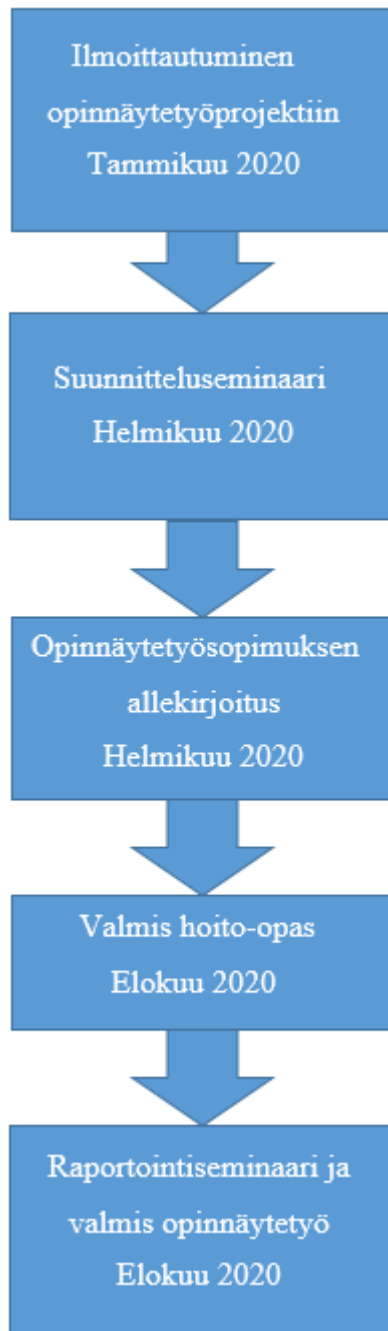 Ilmoittautuminen
opinnäytetyöprojektiin
Tammikuu 2020
Suunnitteluseminaari
Helmikuu 2020
Opinnäytetyösopimuksen
allekirjoitus
Helmikuu 2020
Valmis hoito-opas
Elokuu 2020
Raportointiseminaari ja
valmis opinnäytetyö
Elokuu 2020